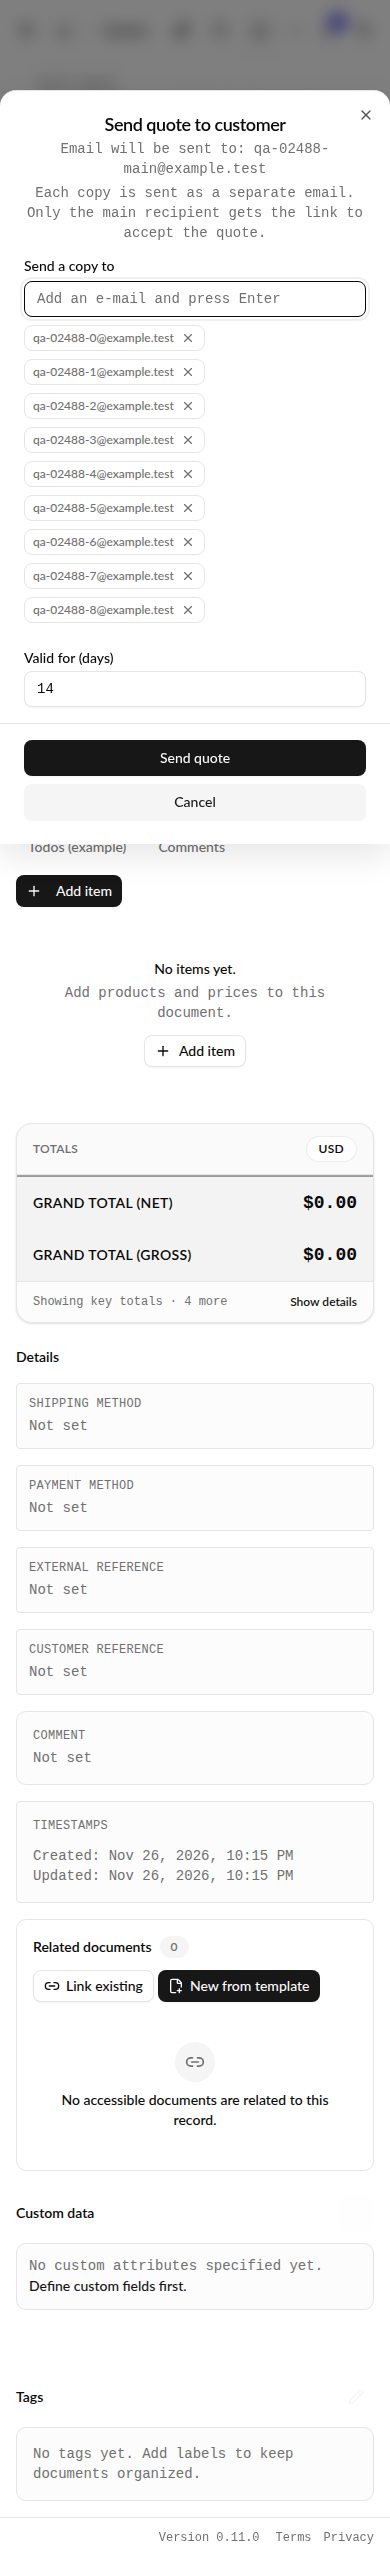 Send quote to customer
Email will be sent to: qa-02488-
main@example.test
Each copy is sent as a separate email.
Only the main recipient gets the link to
accept the quote.
Send a copy to
Add an e-mail and press Enter
qa-02488-0@example.test
qa-02488-1@example.test
qa-02488-2@example.test
qa-02488-3@example.test
qa-02488-4@example.test
qa-02488-5@example.test
qa-02488-6@example.test
qa-02488-7@example.test
qa-02488-8@example.test
Valid for (days)
14
Send quote
Cancel
Todos (example) Comments
Add item
No items yet.
Add products and prices to this
document.
Add item
TOTALS USD
GRAND TOTAL (NET) $0.00
GRAND TOTAL (GROSS) $0.00
Showing key totals · 4 more Show details
Details
SHIPPING METHOD
Not set
PAYMENT METHOD
Not set
EXTERNAL REFERENCE
Not set
CUSTOMER REFERENCE
Not set
COMMENT
Not set
TIMESTAMPS
Created: Nov 26, 2026, 10:15 PM
Updated: Nov 26, 2026, 10:15 PM
Related documents 0
Link existing New from template
No accessible documents are related to this
record.
Custom data
No custom attributes specified yet.
Define custom fields first.
Tags
No tags yet. Add labels to keep
documents organized.
Version 0.11.0 Terms Privacy